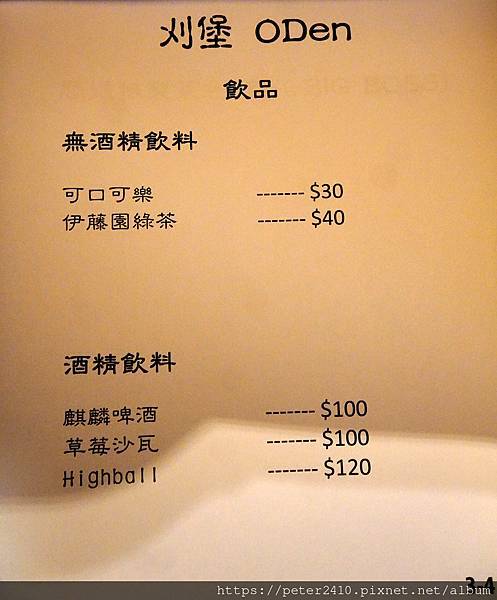 刈堡 ODen
飲品
無酒精飲料
可口可樂 ------- $30
伊藤園綠茶 ------- $40
酒精飲料
麒麟啤酒 ------- $100
草莓沙瓦 ------- $100
Highball ------- $120
3-4
https://peter2410.pixnet.net/album